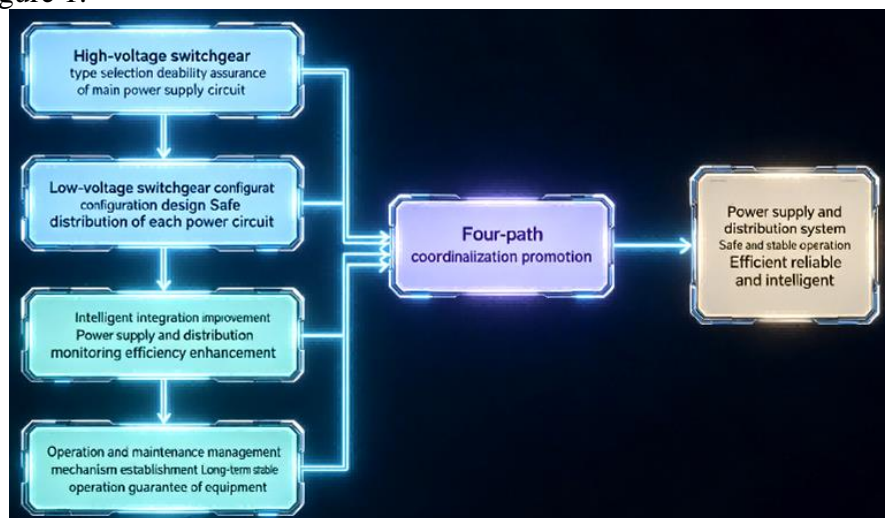 gure 1.
High-voltage switchgear
type selection deability assurance
of main power supply circuit
Low-voltage switchgear configurat
configuration design Safe
distribution of each power circuit
Intelligent integration improvement
Power supply and distribution
monitoring efficiency enhancement
Operation and maintenance management
mechanism establishment Long-term stable
operation guarantee of equipment
Four-path
coordinalization promotion
Power supply and
distribution system
Safe and stable operation
Efficient reliable
and intelligent